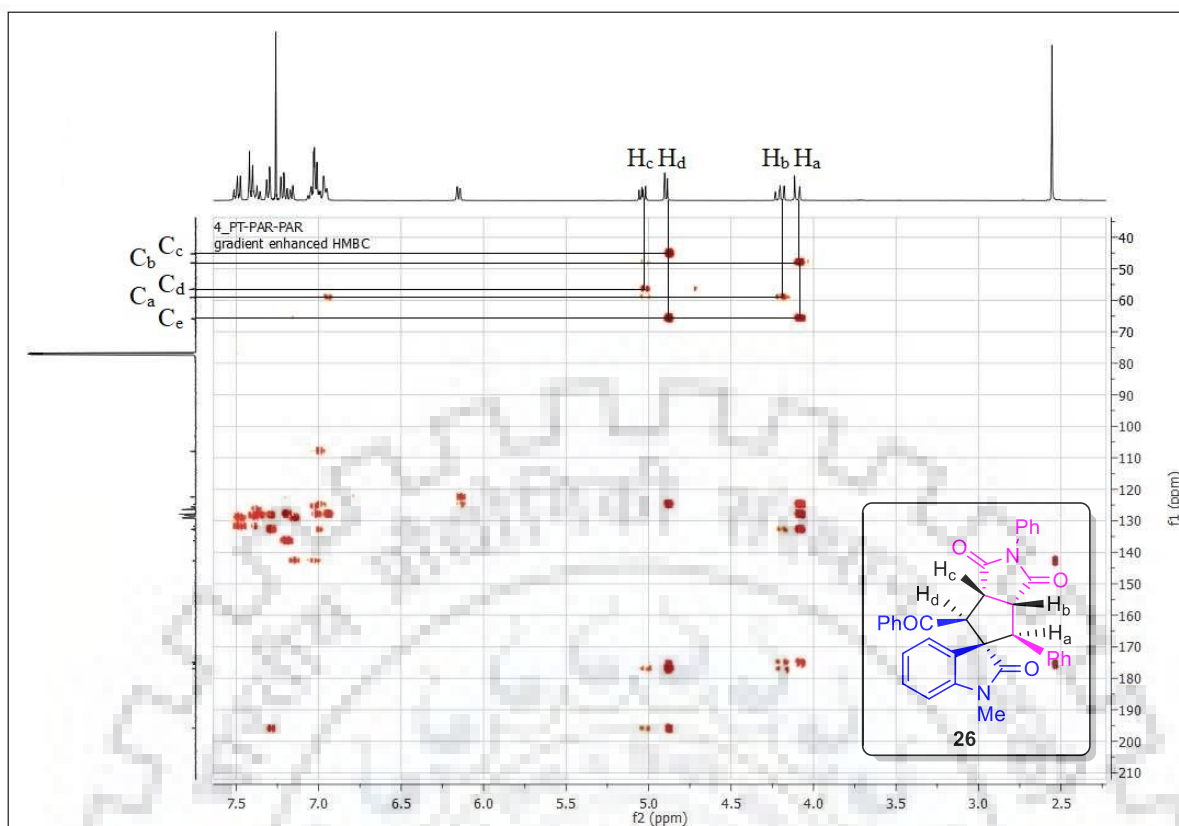 Hc Hd Hb Ha
4_PT-PAR-PAR
gradient enhanced HMBC
Cc
Cb
Cd
Ca
Ce
40
50
60
70
80
90
100
110
120
130
140
150
160
170
180
190
200
210
f1 (ppm)
Ph
O N O
Hc
Hd Hb
PhOC Ha
Ph
O
N
Me
26
7.5 7.0 6.5 6.0 5.5 5.0 4.5 4.0 3.5 3.0 2.5
f2 (ppm)